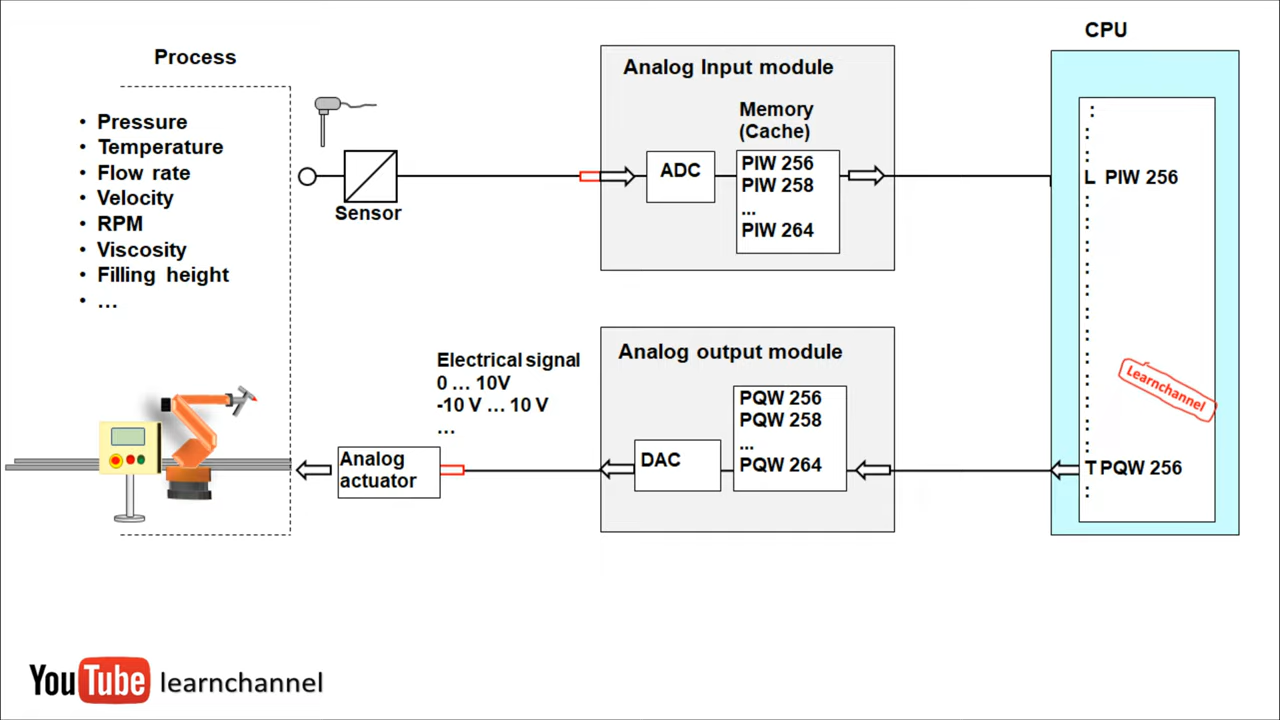 Process
• Pressure
• Temperature
• Flow rate
• Velocity
• RPM
• Viscosity
• Filling height
• …
Sensor
Analog Input module
Memory
(Cache)
ADC
PIW 256
PIW 258
...
PIW 264
CPU
L PIW 256
Electrical signal
0 … 10V
-10 V … 10 V
…
Analog
actuator
Analog output module
DAC
PQW 256
PQW 258
...
PQW 264
Learnchannel
T PQW 256
YouTube learnchannel